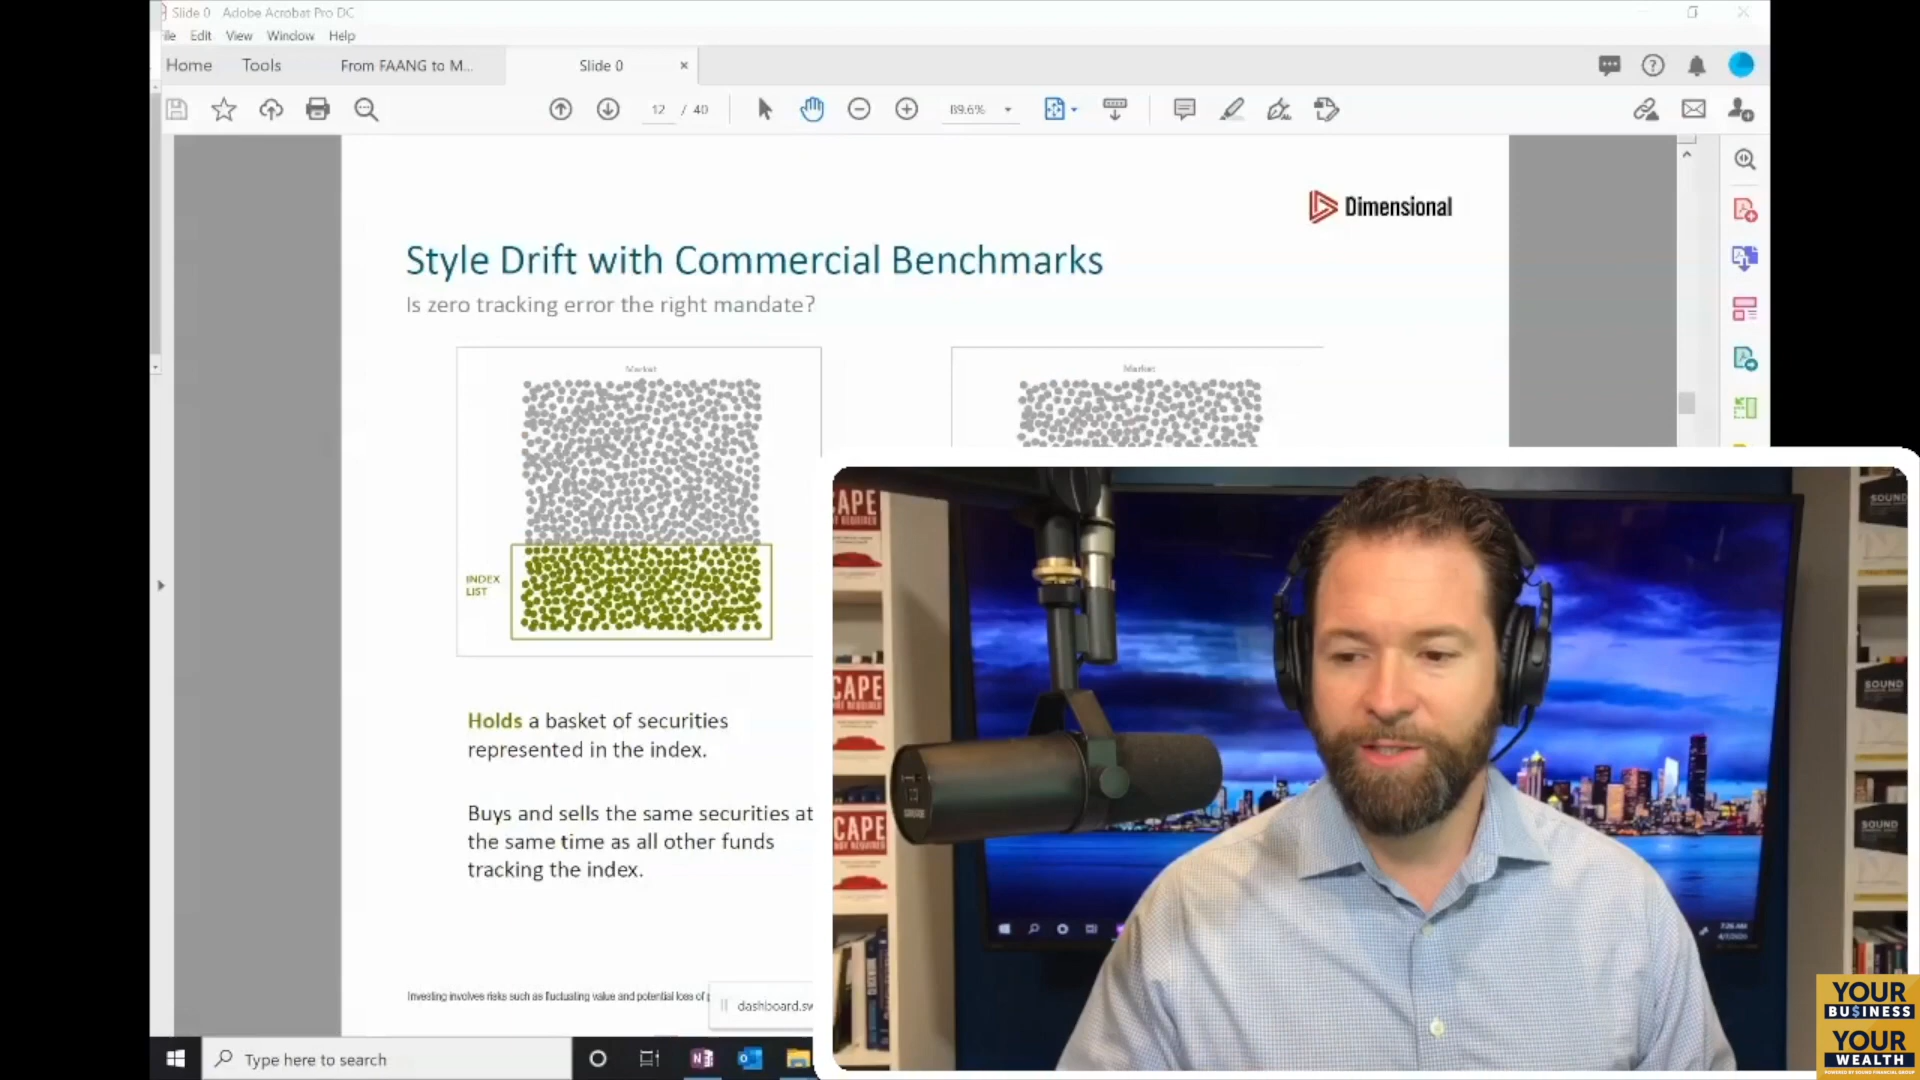 Slide 0 Adobe Acrobat Pro DC
Edit View Window Help
Home Tools From FAANG to M... Slide 0
12 / 40 89.6%
Dimensional
Style Drift with Commercial Benchmarks
Is zero tracking error the right mandate?
Market Market
INDEX
LIST
Holds a basket of securities
represented in the index.
Buys and sells the same securities at
the same time as all other funds
tracking the index.
Investing involves risks such as fluctuating value and potential loss of
dashboard.sw
Type here to search
CAPE
CAPE
SOUND
SOUND
SOUND
YOUR
BU$INESS
YOUR
WEALTH